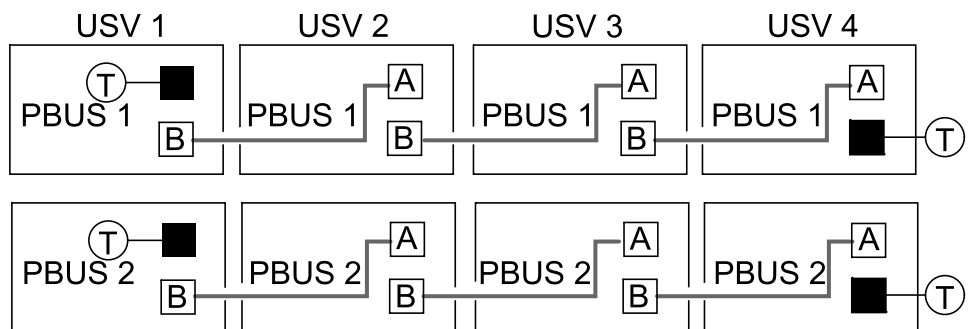 USV 1 USV 2 USV 3 USV 4
T A A A
PBUS 1 PBUS 1 PBUS 1 PBUS 1
B B B T
T A A A
PBUS 2 PBUS 2 PBUS 2 PBUS 2
B B B T